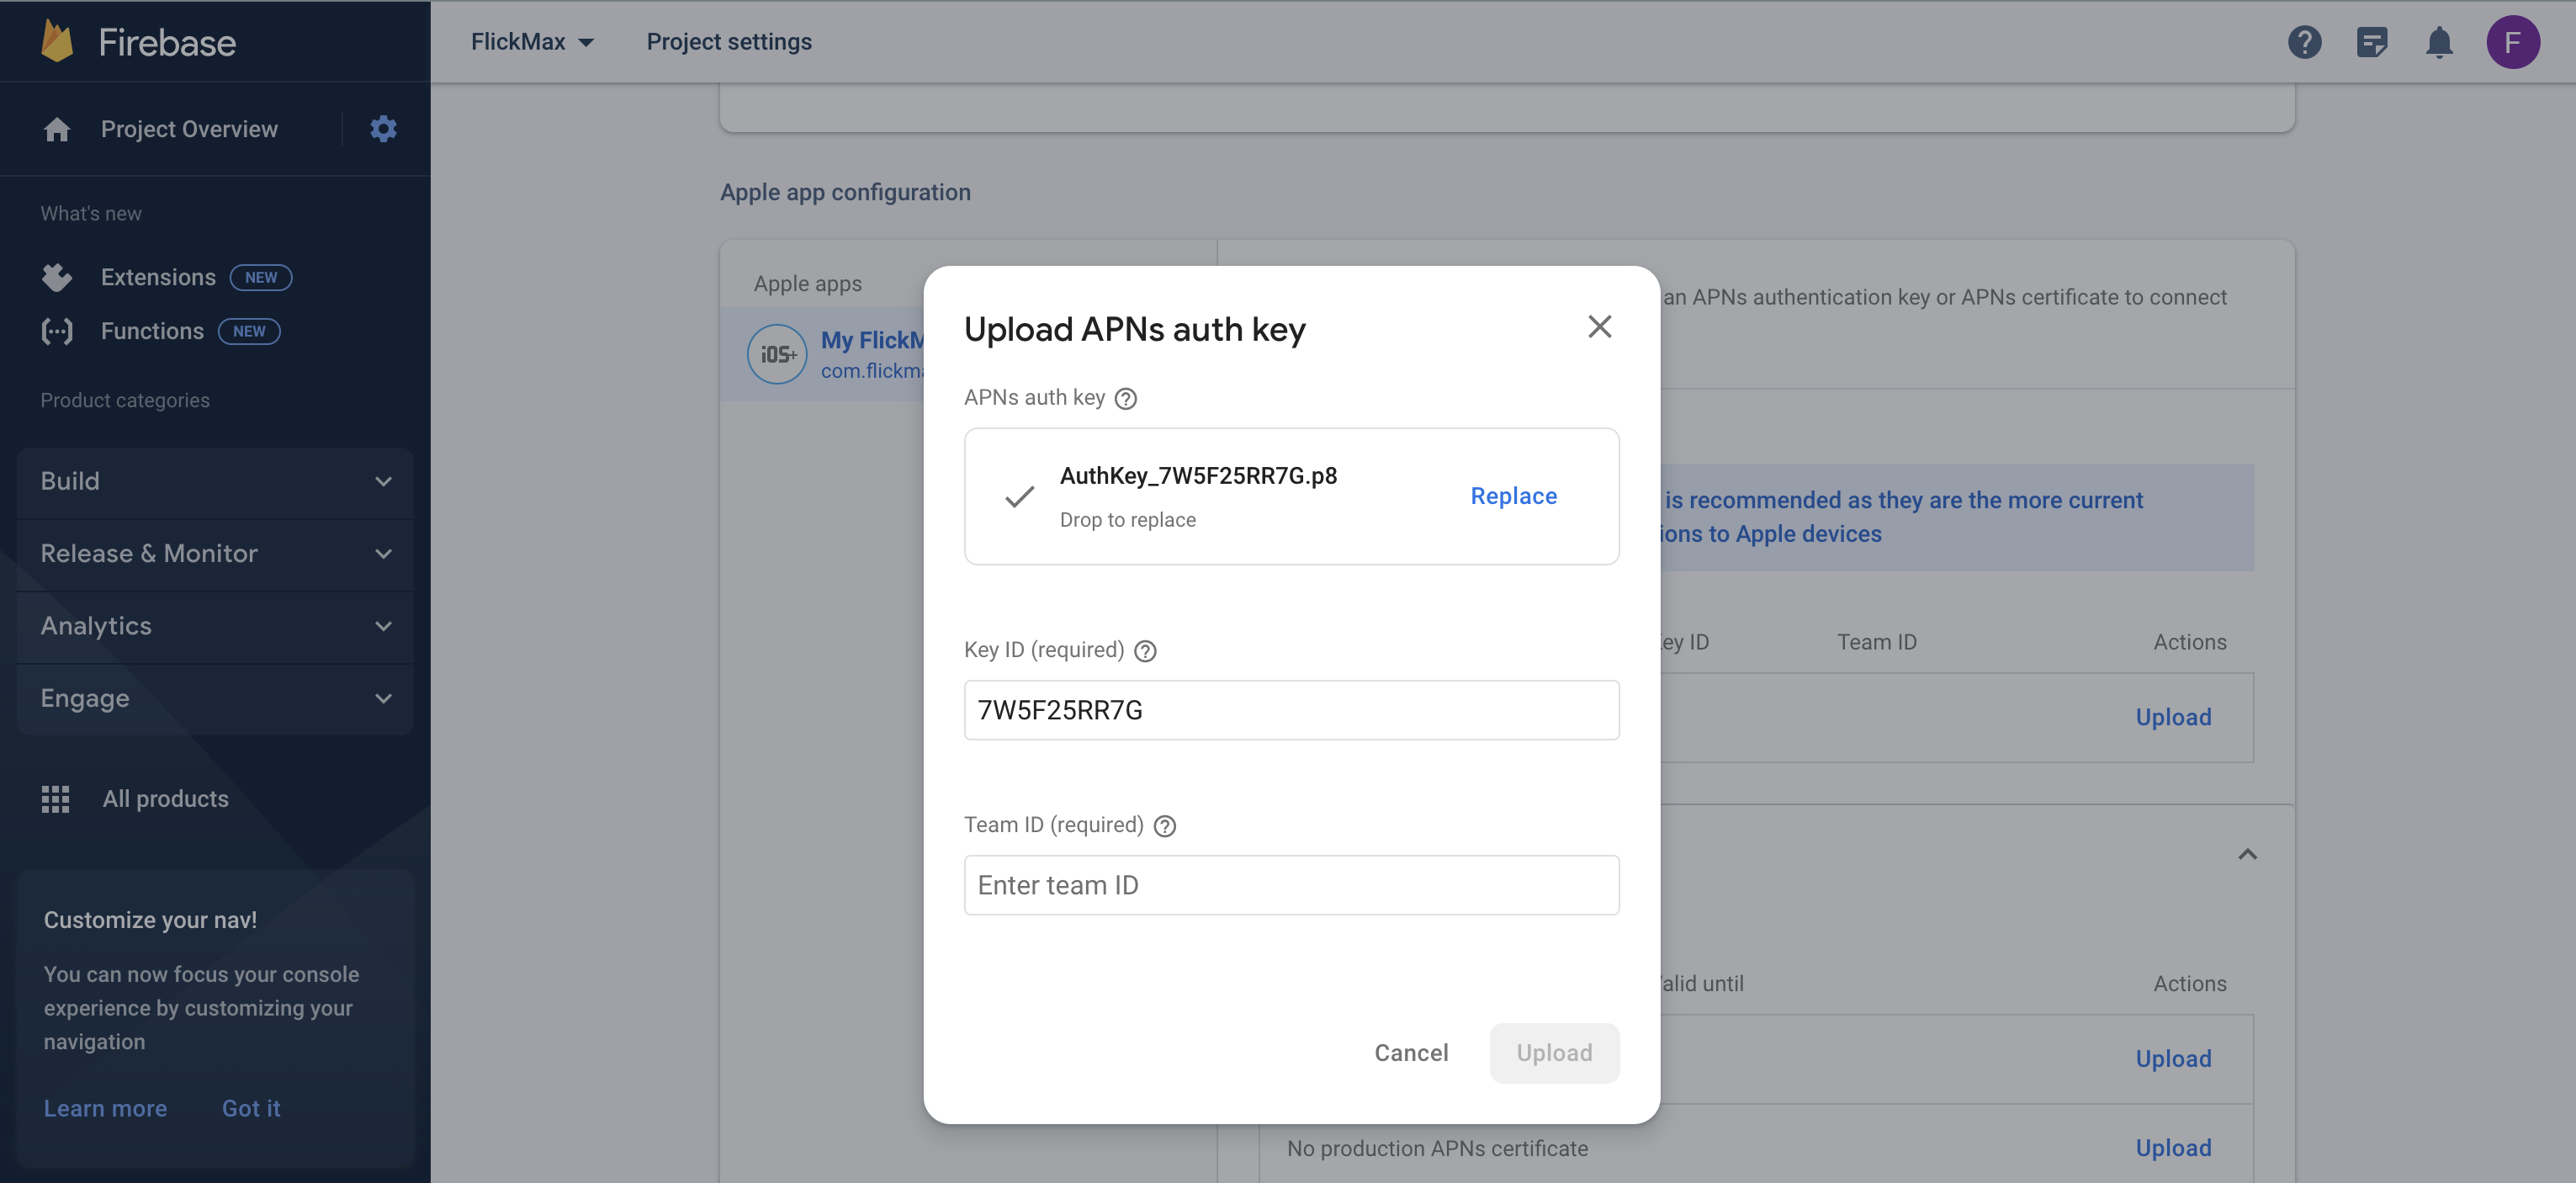 Firebase
FlickMax
Project settings
F
Project Overview
What's new
Extensions NEW
Functions NEW
Product categories
Build
Release & Monitor
Analytics
Engage
All products
Customize your nav!
You can now focus your console
experience by customizing your
navigation
Learn more Got it
Apple app configuration
Apple apps
iOS+
My FlickM
com.flickma
an APNs authentication key or APNs certificate to connect
is recommended as they are the more current
ions to Apple devices
Key ID Team ID Actions
Upload
Valid until Actions
Upload
No production APNs certificate Upload
Upload APNs auth key
APNs auth key
AuthKey_7W5F25RR7G.p8
Drop to replace
Replace
Key ID (required)
7W5F25RR7G
Team ID (required)
Enter team ID
Cancel Upload